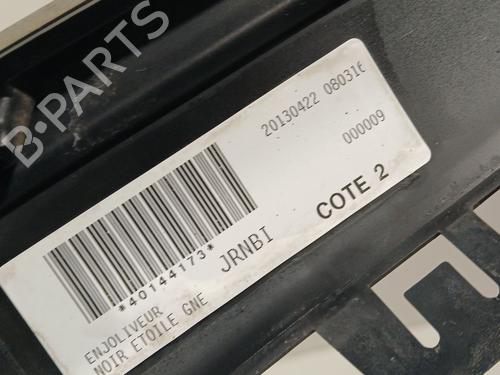 B-PARTS
20130422 080316
000009
*40144173*
JRNBI
COTE 2
ENJOLIVEUR
NOIR ETOILE GNE